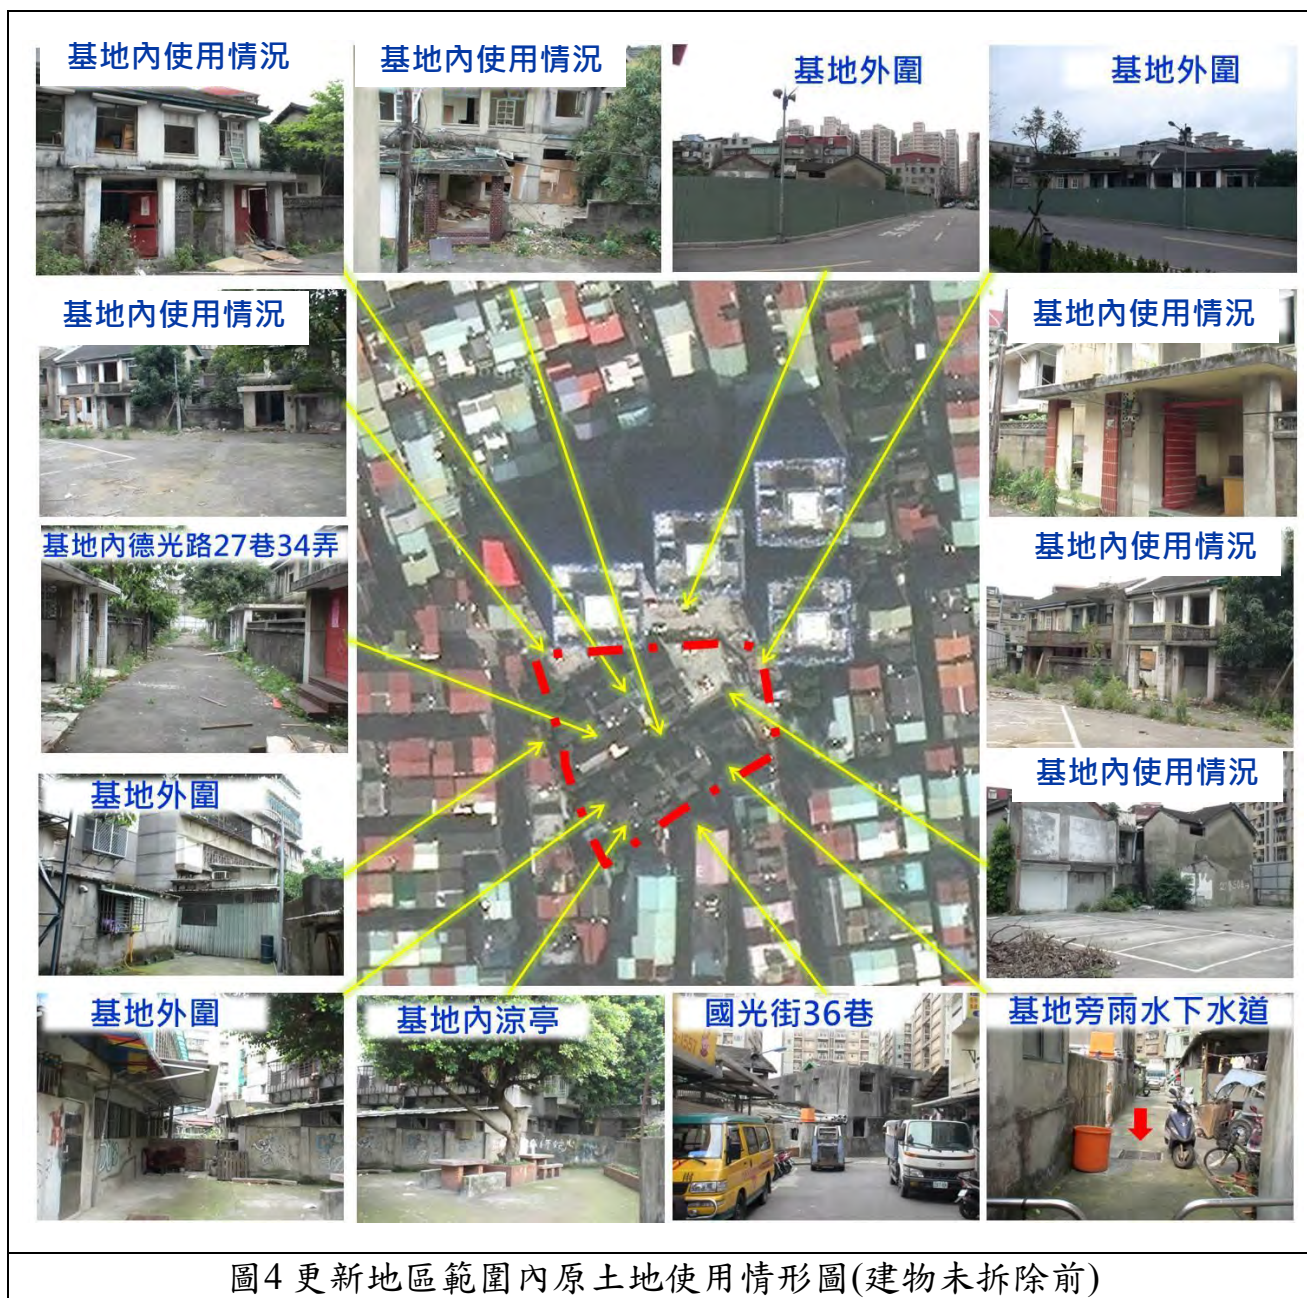 基地內使用情況
基地內使用情況
基地外圍
基地外圍
基地內使用情況
基地內使用情況
基地內德光路27巷34弄
基地內使用情況
基地外圍
基地內使用情況
基地外圍
基地內涼亭
國光街36巷
基地旁雨水下水道
圖4 更新地區範圍內原土地使用情形圖(建物未拆除前)